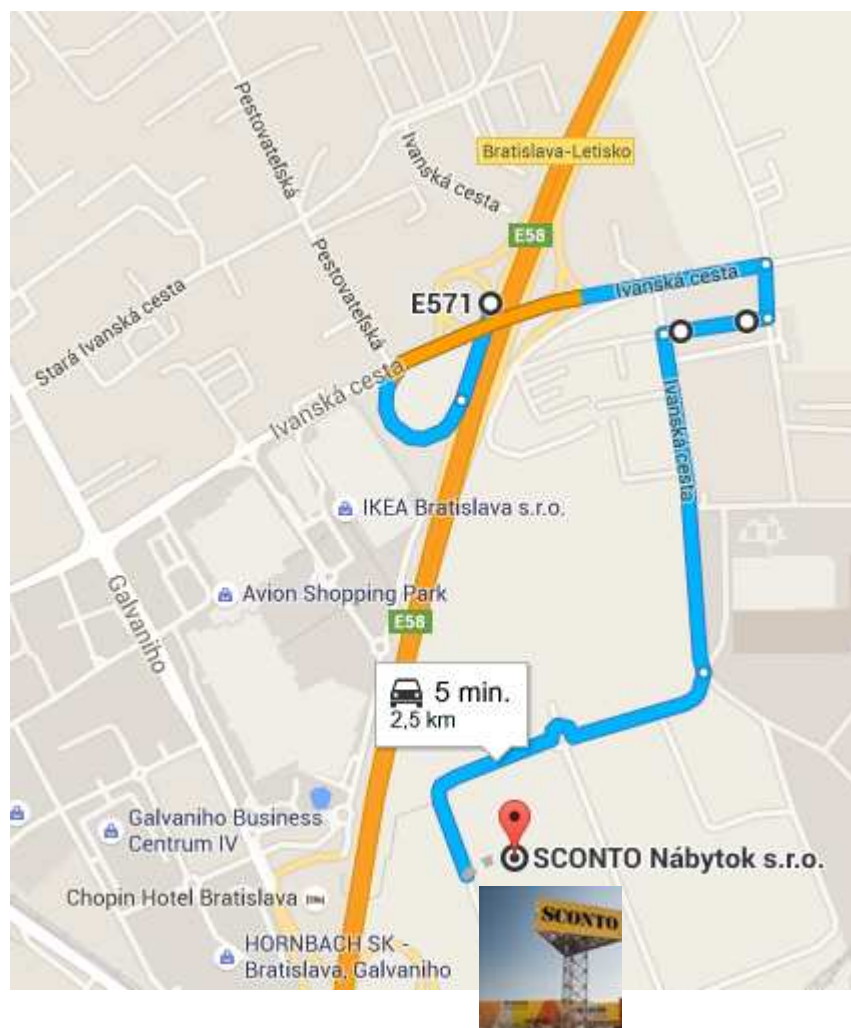 Pestovateľská
Ivanská cesta
Bratislava-Letisko
E58
Pestovateľská
Stará Ivanská cesta
E571
Ivanská cesta
Ivanská cesta
Ivanská cesta
IKEA Bratislava s.r.o.
Avion Shopping Park
Galvaniho
E58
5 min.
2,5 km
Galvaniho Business
Centrum IV
SCONTO Nábytok s.r.o.
Chopin Hotel Bratislava
HORNBACH SK -
Bratislava, Galvaniho
SCONTO